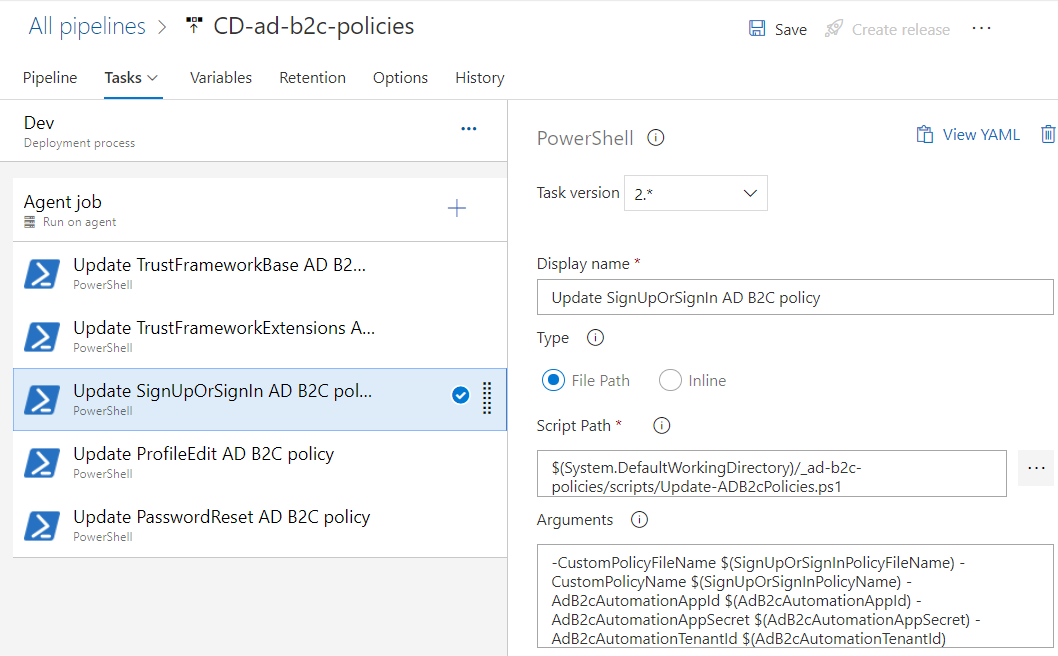 All pipelines > CD-ad-b2c-policies
Save
Create release
...
Pipeline
Tasks
Variables
Retention
Options
History
Dev
Deployment process
...
Agent job
Run on agent
Update TrustFrameworkBase AD B2...
PowerShell
Update TrustFrameworkExtensions A...
PowerShell
Update SignUpOrSignIn AD B2C pol...
PowerShell
Update ProfileEdit AD B2C policy
PowerShell
Update PasswordReset AD B2C policy
PowerShell
PowerShell
View YAML
Task version
2.*
Display name *
Update SignUpOrSignIn AD B2C policy
Type
File Path
Inline
Script Path *
$(System.DefaultWorkingDirectory)/_ad-b2c-
policies/scripts/Update-ADB2cPolicies.ps1
...
Arguments
-CustomPolicyFileName $(SignUpOrSignInPolicyFileName) -
CustomPolicyName $(SignUpOrSignInPolicyName) -
AdB2cAutomationAppId $(AdB2cAutomationAppId) -
AdB2cAutomationAppSecret $(AdB2cAutomationAppSecret) -
AdB2cAutomationTenantId $(AdB2cAutomationTenantId)